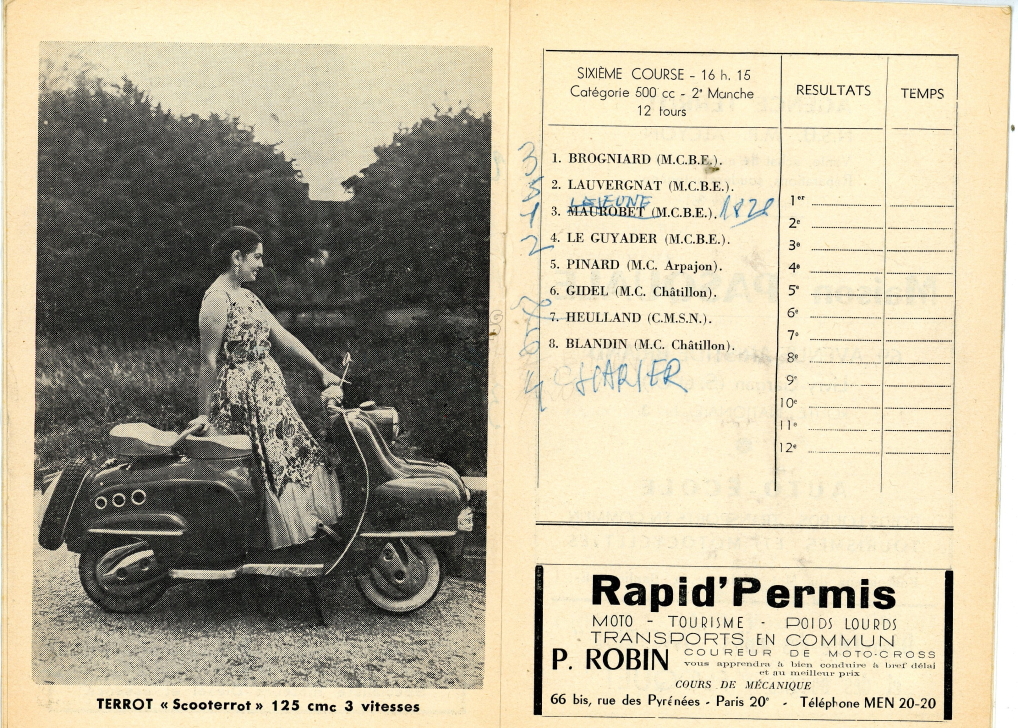 TERROT « Scooterrot » 125 cmc 3 vitesses
SIXIÈME COURSE - 16 h. 15
Catégorie 500 cc - 2e Manche
12 tours
RESULTATS
TEMPS
3 1. BROGNIARD (M.C.B.E.).
2. LAUVERGNAT (M.C.B.E.).
LEJEUNE
1 3. MAUROBET (M.C.B.E.).
2 4. LE GUYADER (M.C.B.E.).
5. PINARD (M.C. Arpajon).
6. GIDEL (M.C. Châtillon).
7. HEULLAND (C.M.S.N.).
8. BLANDIN (M.C. Châtillon).
4
1er
2e
3e
4e
5e
6e
7e
8e
9e
10e
11e
12e
Rapid'Permis
MOTO - TOURISME - POIDS LOURDS
TRANSPORTS EN COMMUN
P. ROBIN COUREUR DE MOTO-CROSS
vous apprendra à bien conduire à bref délai
et au meilleur prix
COURS DE MÉCANIQUE
66 bis, rue des Pyrénées - Paris 20e - Téléphone MEN 20-20